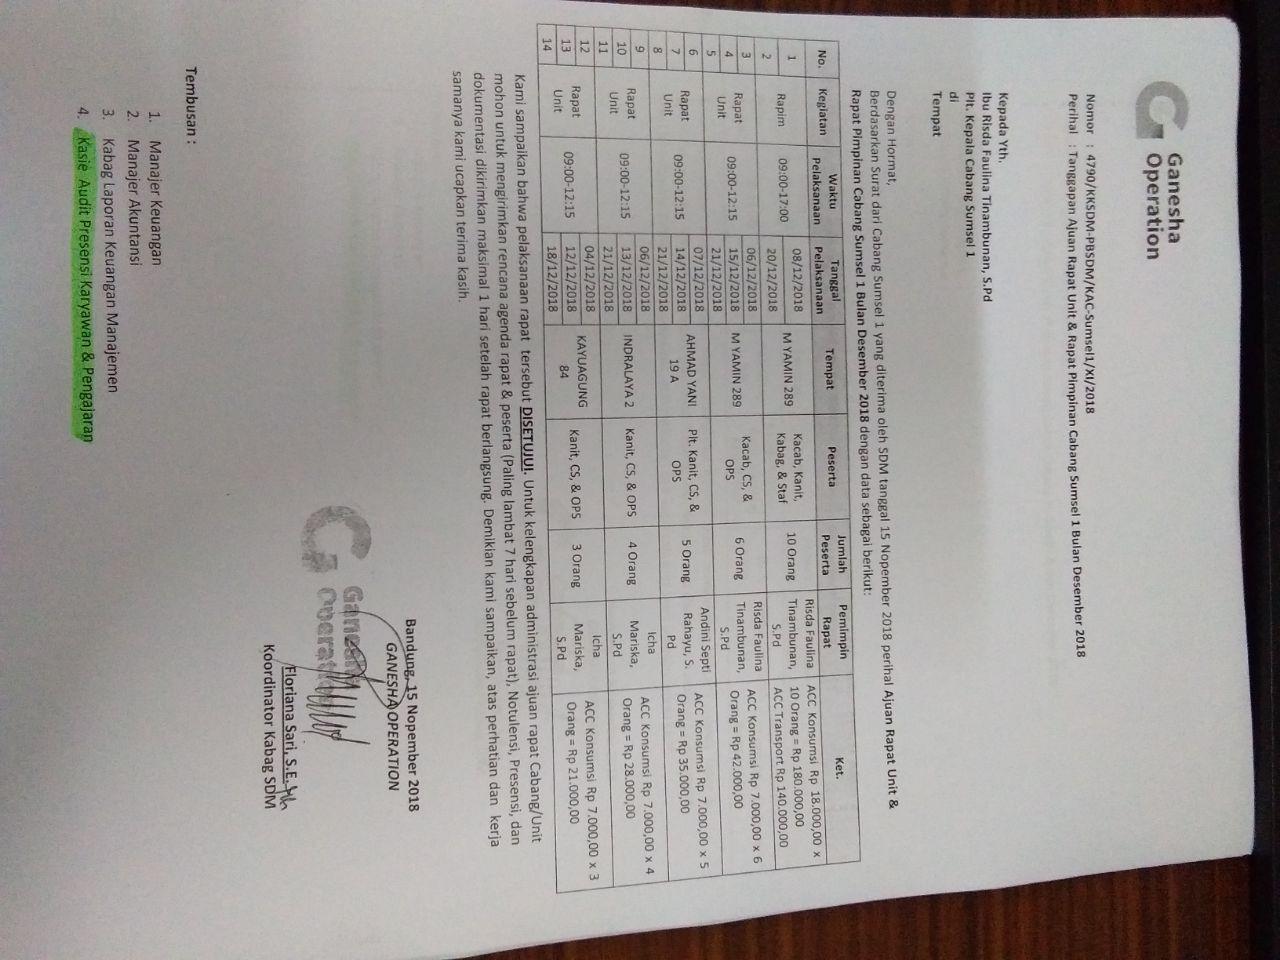 Ganesha
Operation
Nomor : 4790/KKSDM-PBSDM/KAC-Sumsel1/XI/2018
Perihal : Tanggapan Ajuan Rapat Unit & Rapat Pimpinan Cabang Sumsel 1 Bulan Desember 2018
Kepada Yth.
Ibu Risda Faulina Tinambunan, S.Pd
Plt. Kepala Cabang Sumsel 1
di
Tempat
Dengan Hormat,
Berdasarkan Surat dari Cabang Sumsel 1 yang diterima oleh SDM tanggal 15 Nopember 2018 perihal Ajuan Rapat Unit &
Rapat Pimpinan Cabang Sumsel 1 Bulan Desember 2018 dengan data sebagai berikut:
No. Kegiatan Waktu Pelaksanaan Tanggal Pelaksanaan Tempat Peserta Jumlah Peserta Pemimpin Rapat Ket.
1 Rapim 09:00-17:00 08/12/2018 M YAMIN 289 Kacab, Kanit, Kabag, & Staf 10 Orang Risda Faulina Tinambunan, S.Pd ACC Konsumsi Rp 18.000,00 x 10 Orang = Rp 180.000,00 ACC Transport Rp 140.000,00
2 20/12/2018
3 Rapat Unit 09:00-12:15 06/12/2018 M YAMIN 289 Kacab, CS, & OPS 6 Orang Risda Faulina Tinambunan, S.Pd ACC Konsumsi Rp 7.000,00 x 6 Orang = Rp 42.000,00
4 15/12/2018
5 21/12/2018
6 Rapat Unit 09:00-12:15 07/12/2018 AHMAD YANI 19 A Plt. Kanit, CS, & OPS 5 Orang Andini Septi Rahayu, S. Pd ACC Konsumsi Rp 7.000,00 x 5 Orang = Rp 35.000,00
7 14/12/2018
8 21/12/2018
9 Rapat Unit 09:00-12:15 06/12/2018 INDRALAYA 2 Kanit, CS, & OPS 4 Orang Icha Mariska, S.Pd ACC Konsumsi Rp 7.000,00 x 4 Orang = Rp 28.000,00
10 13/12/2018
11 21/12/2018
12 Rapat Unit 09:00-12:15 04/12/2018 KAYUAGUNG 84 Kanit, CS, & OPS 3 Orang Icha Mariska, S.Pd ACC Konsumsi Rp 7.000,00 x 3 Orang = Rp 21.000,00
13 12/12/2018
14 18/12/2018
Kami sampaikan bahwa pelaksanaan rapat tersebut DISETUJUI. Untuk kelengkapan administrasi ajuan rapat Cabang/Unit
mohon untuk mengirimkan rencana agenda rapat & peserta (Paling lambat 7 hari sebelum rapat), Notulensi, Presensi, dan
dokumentasi dikirimkan maksimal 1 hari setelah rapat berlangsung. Demikian kami sampaikan, atas perhatian dan kerja
samanya kami ucapkan terima kasih.
Bandung, 15 Nopember 2018
GANESHA OPERATION
Ganesha
Operation
Floriana Sari, S.E.
Koordinator Kabag SDM
Tembusan :
1. Manajer Keuangan
2. Manajer Akuntansi
3. Kabag Laporan Keuangan Manajemen
4. Kasie Audit Presensi Karyawan & Pengajaran